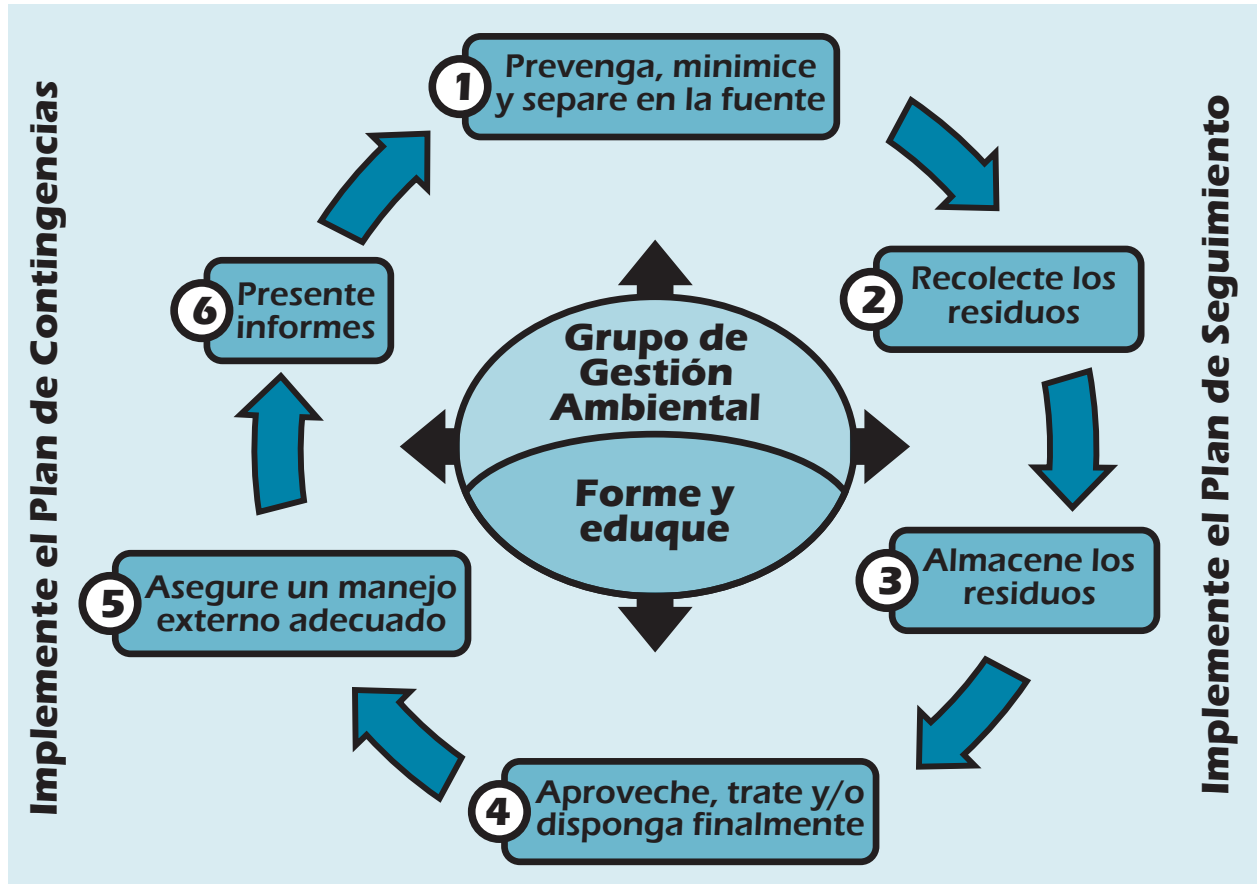 Implemente el Plan de Contingencias
1
Prevenga, minimice
y separe en la fuente
2
Recolecte los
residuos
3
Almacene los
residuos
4
Aproveche, trate y/o
disponga finalmente
5
Asegure un manejo
externo adecuado
6
Presente
informes
Grupo de
Gestión
Ambiental
Forme y
eduque
Implemente el Plan de Seguimiento